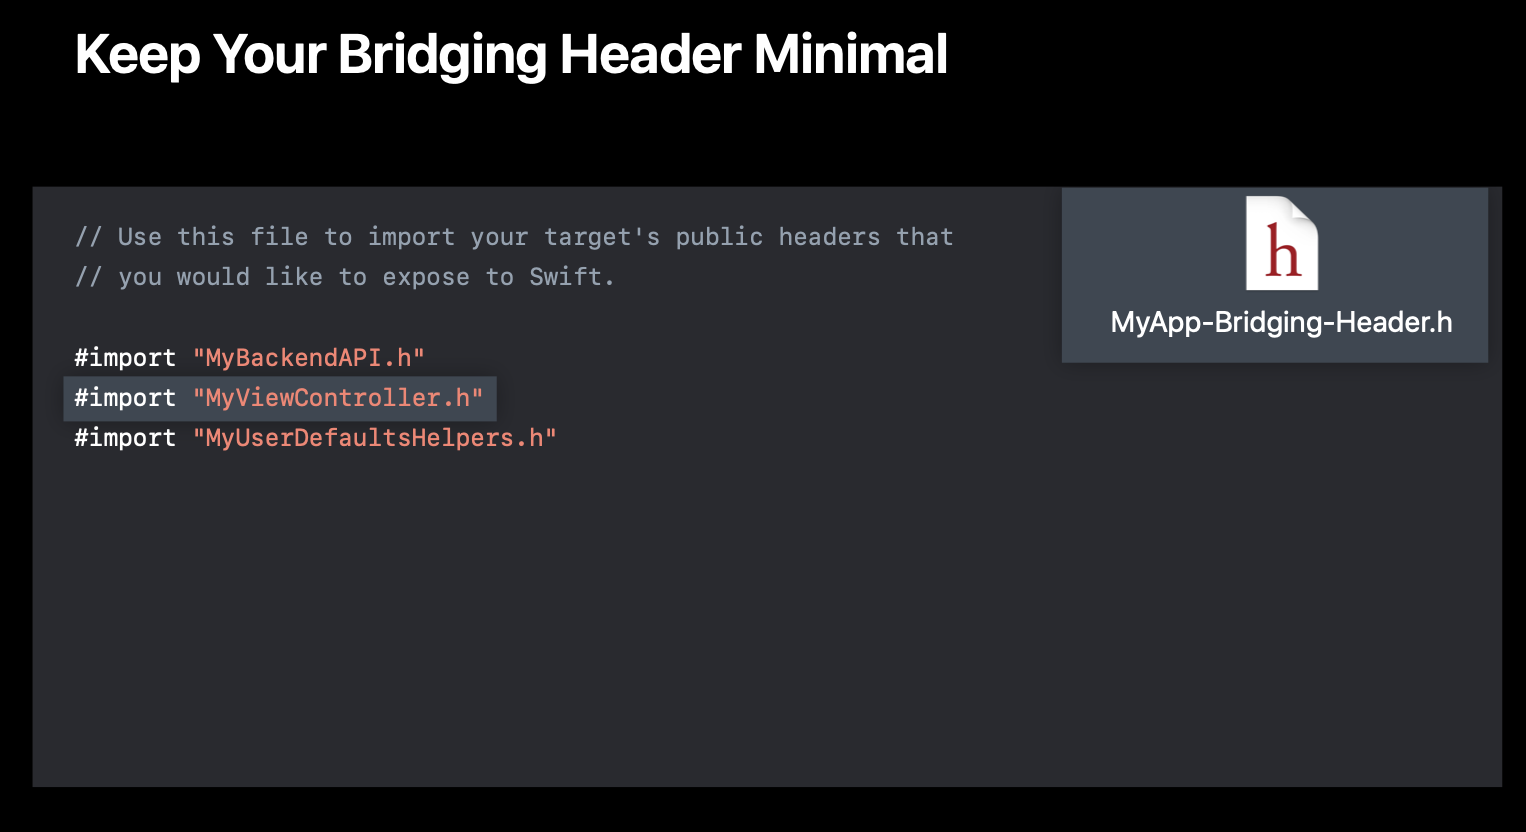 Keep Your Bridging Header Minimal
// Use this file to import your target's public headers that
// you would like to expose to Swift.
h
MyApp-Bridging-Header.h
#import "MyBackendAPI.h"
#import "MyViewController.h"
#import "MyUserDefaultsHelpers.h"